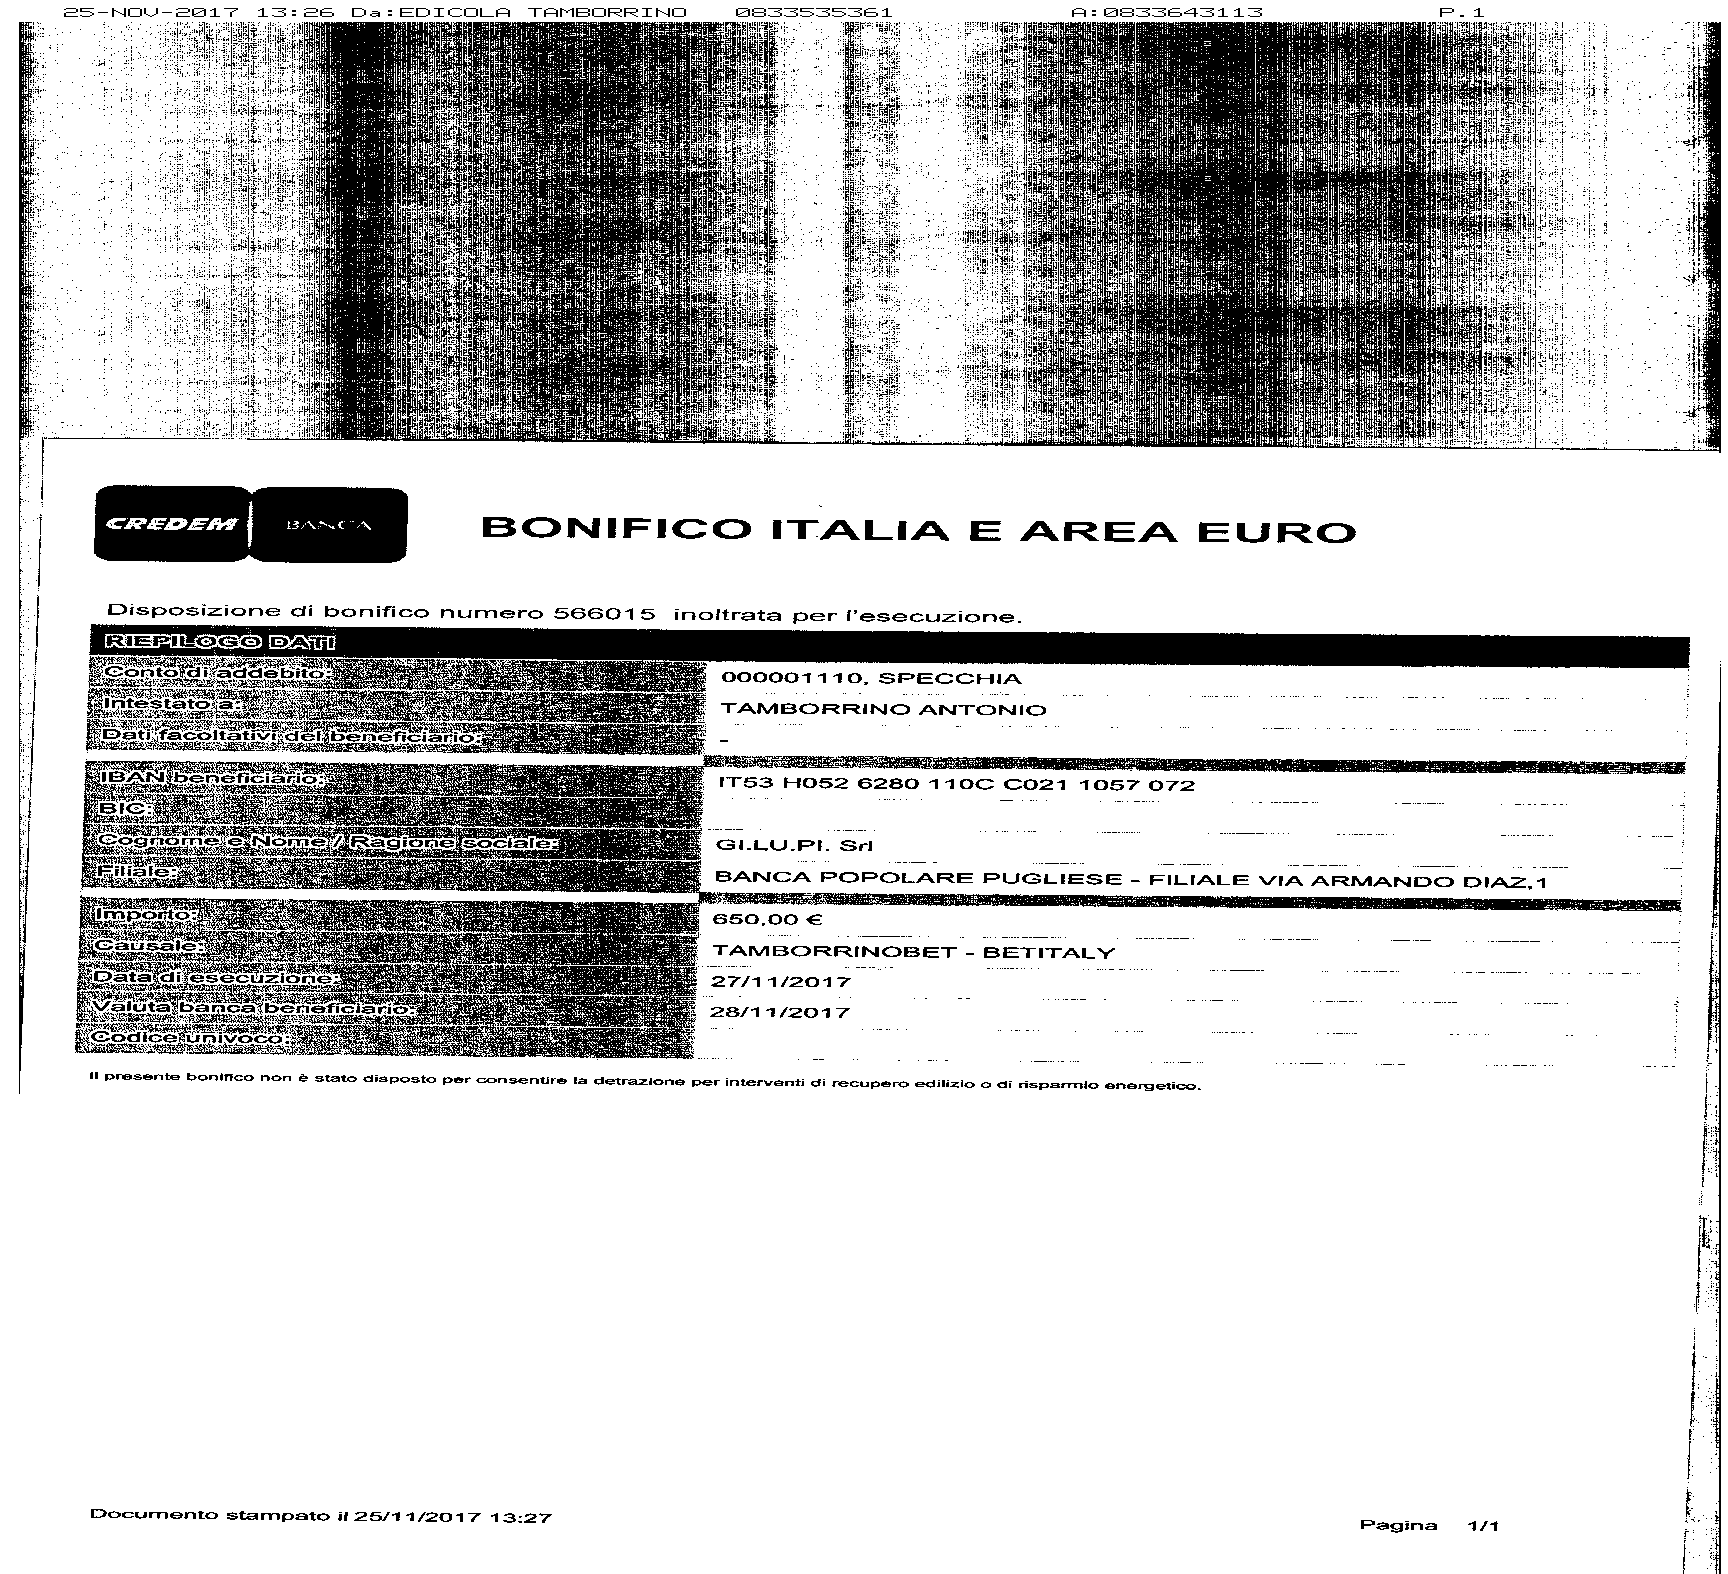 25-NOV-2017 13:26 Da:EDICOLA TAMBORRINO 0833535361 A:0833643113 P.1
CREDEM BANCA BONIFICO ITALIA E AREA EURO
Disposizione di bonifico numero 566015 inoltrata per l'esecuzione.
RIEPILOGO DATI
Conto di addebito: 000001110, SPECCHIA
Intestato a: TAMBORRINO ANTONIO
Dati facoltativi del beneficiario: -
IBAN beneficiario: IT53 H052 6280 110C C021 1057 072
BIC:
Cognome e Nome / Ragione sociale: GI.LU.PI. Srl
Filiale: BANCA POPOLARE PUGLIESE - FILIALE VIA ARMANDO DIAZ,1
Importo: 650,00 €
Causale: TAMBORRINOBET - BETITALY
Data di esecuzione: 27/11/2017
Valuta banca beneficiario: 28/11/2017
Codice univoco:
Il presente bonifico non è stato disposto per consentire la detrazione per interventi di recupero edilizio o di risparmio energetico.
Documento stampato il 25/11/2017 13:27
Pagina 1/1